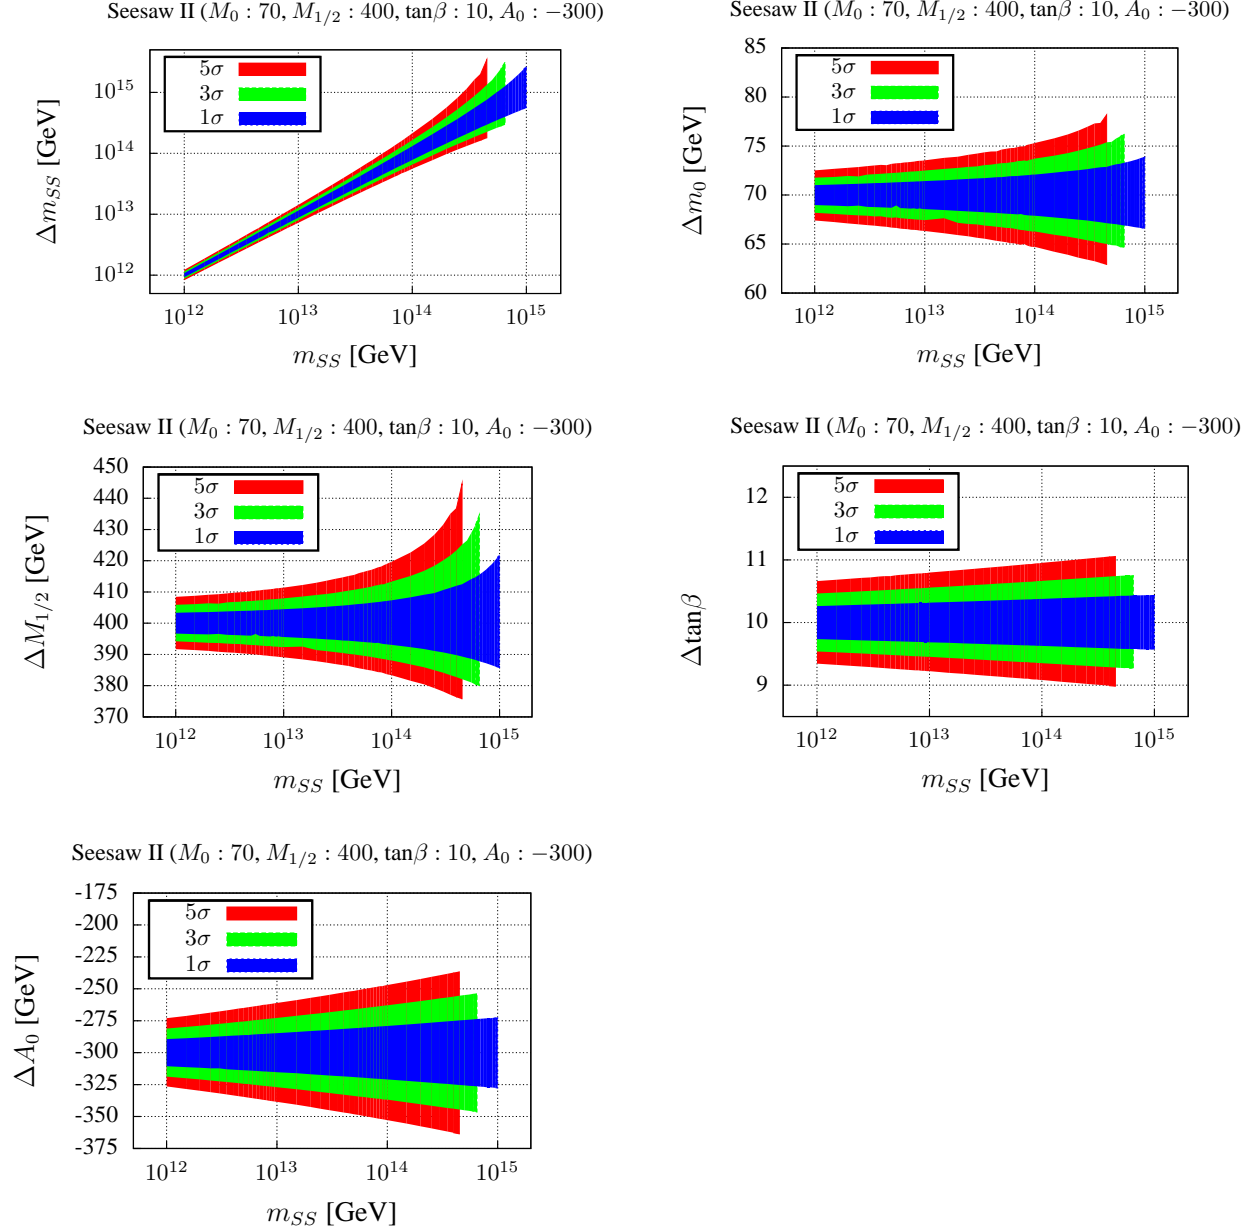 Seesaw II (M₀ : 70, M₁/₂ : 400, tanβ : 10, A₀ : −300)
5σ
3σ
1σ
10¹⁵
10¹⁴
10¹³
10¹²
ΔmSS [GeV]
10¹² 10¹³ 10¹⁴ 10¹⁵
mSS [GeV]
Seesaw II (M₀ : 70, M₁/₂ : 400, tanβ : 10, A₀ : −300)
5σ
3σ
1σ
85
80
75
70
65
60
Δm₀ [GeV]
10¹² 10¹³ 10¹⁴ 10¹⁵
mSS [GeV]
Seesaw II (M₀ : 70, M₁/₂ : 400, tanβ : 10, A₀ : −300)
5σ
3σ
1σ
450
440
430
420
410
400
390
380
370
ΔM₁/₂ [GeV]
10¹² 10¹³ 10¹⁴ 10¹⁵
mSS [GeV]
Seesaw II (M₀ : 70, M₁/₂ : 400, tanβ : 10, A₀ : −300)
5σ
3σ
1σ
12
11
10
9
Δtanβ
10¹² 10¹³ 10¹⁴ 10¹⁵
mSS [GeV]
Seesaw II (M₀ : 70, M₁/₂ : 400, tanβ : 10, A₀ : −300)
5σ
3σ
1σ
-175
-200
-225
-250
-275
-300
-325
-350
-375
ΔA₀ [GeV]
10¹² 10¹³ 10¹⁴ 10¹⁵
mSS [GeV]